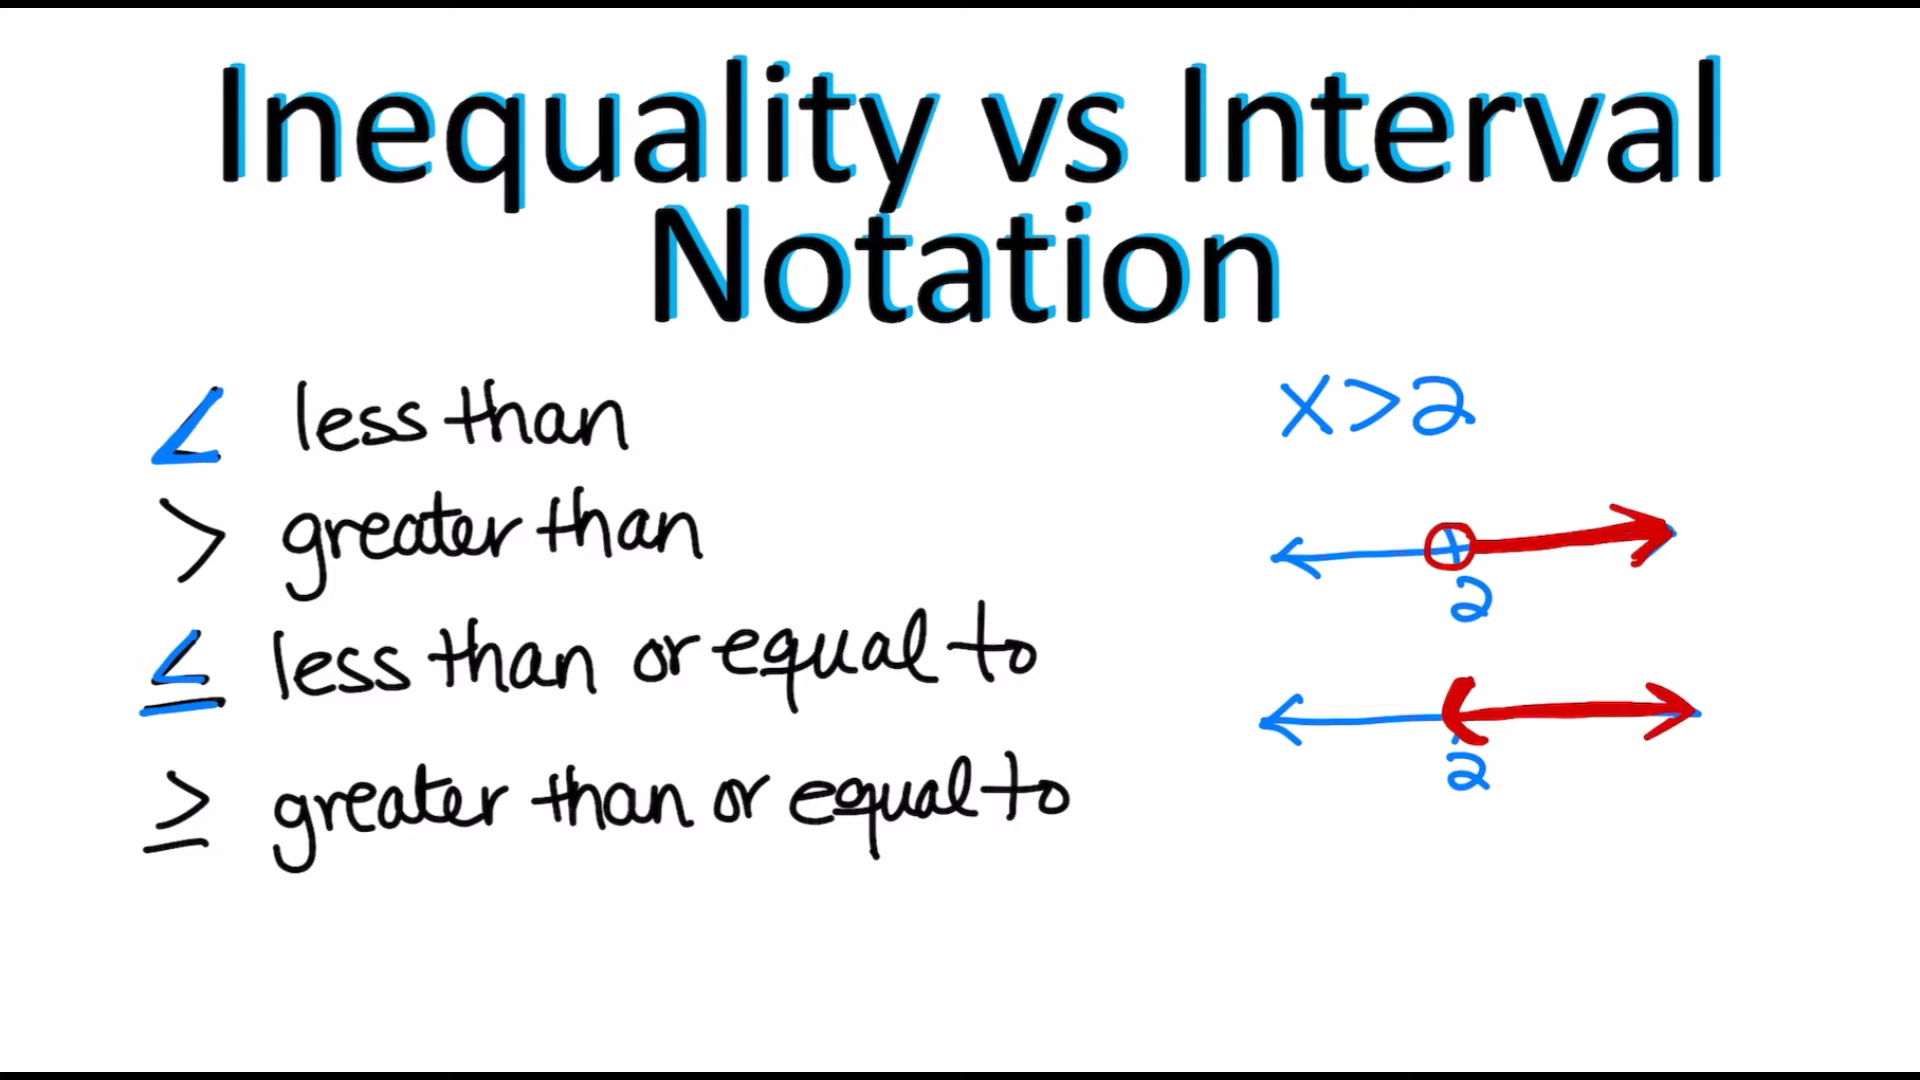 Inequality vs Interval
Notation
< less than
> greater than
≤ less than or equal to
≥ greater than or equal to
x>2
2
2